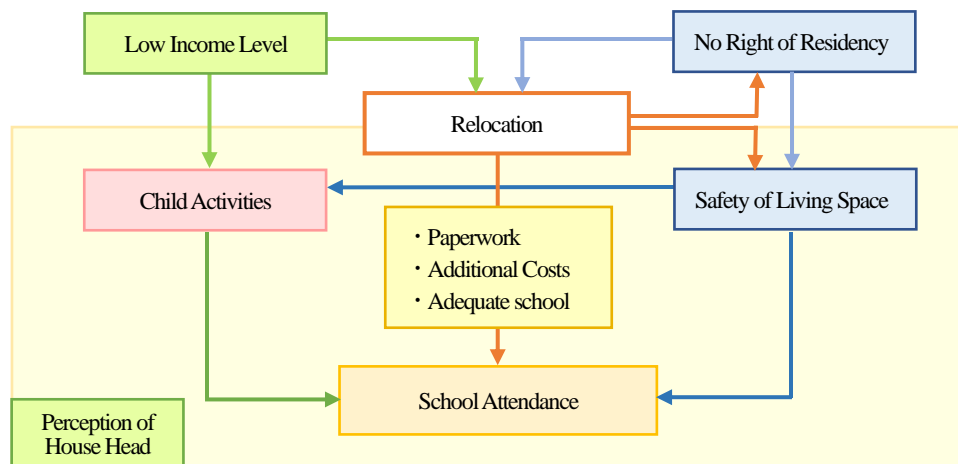 Low Income Level
No Right of Residency
Relocation
Child Activities
Safety of Living Space
・Paperwork
・Additional Costs
・Adequate school
School Attendance
Perception of
House Head